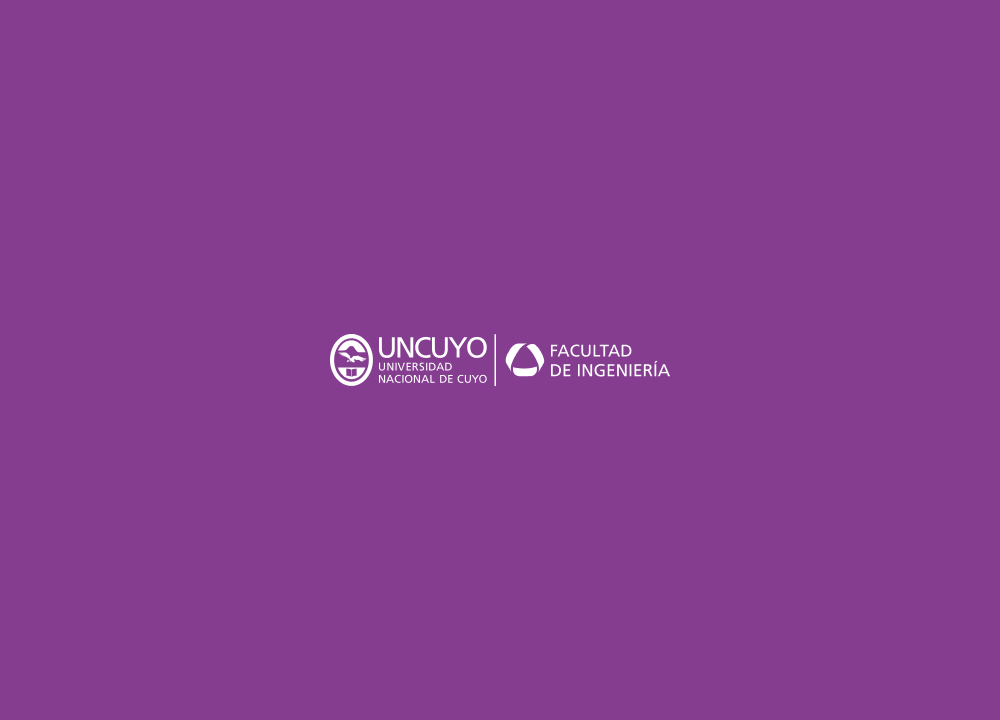 UNCUYO
UNIVERSIDAD
NACIONAL DE CUYO
FACULTAD
DE INGENIERÍA